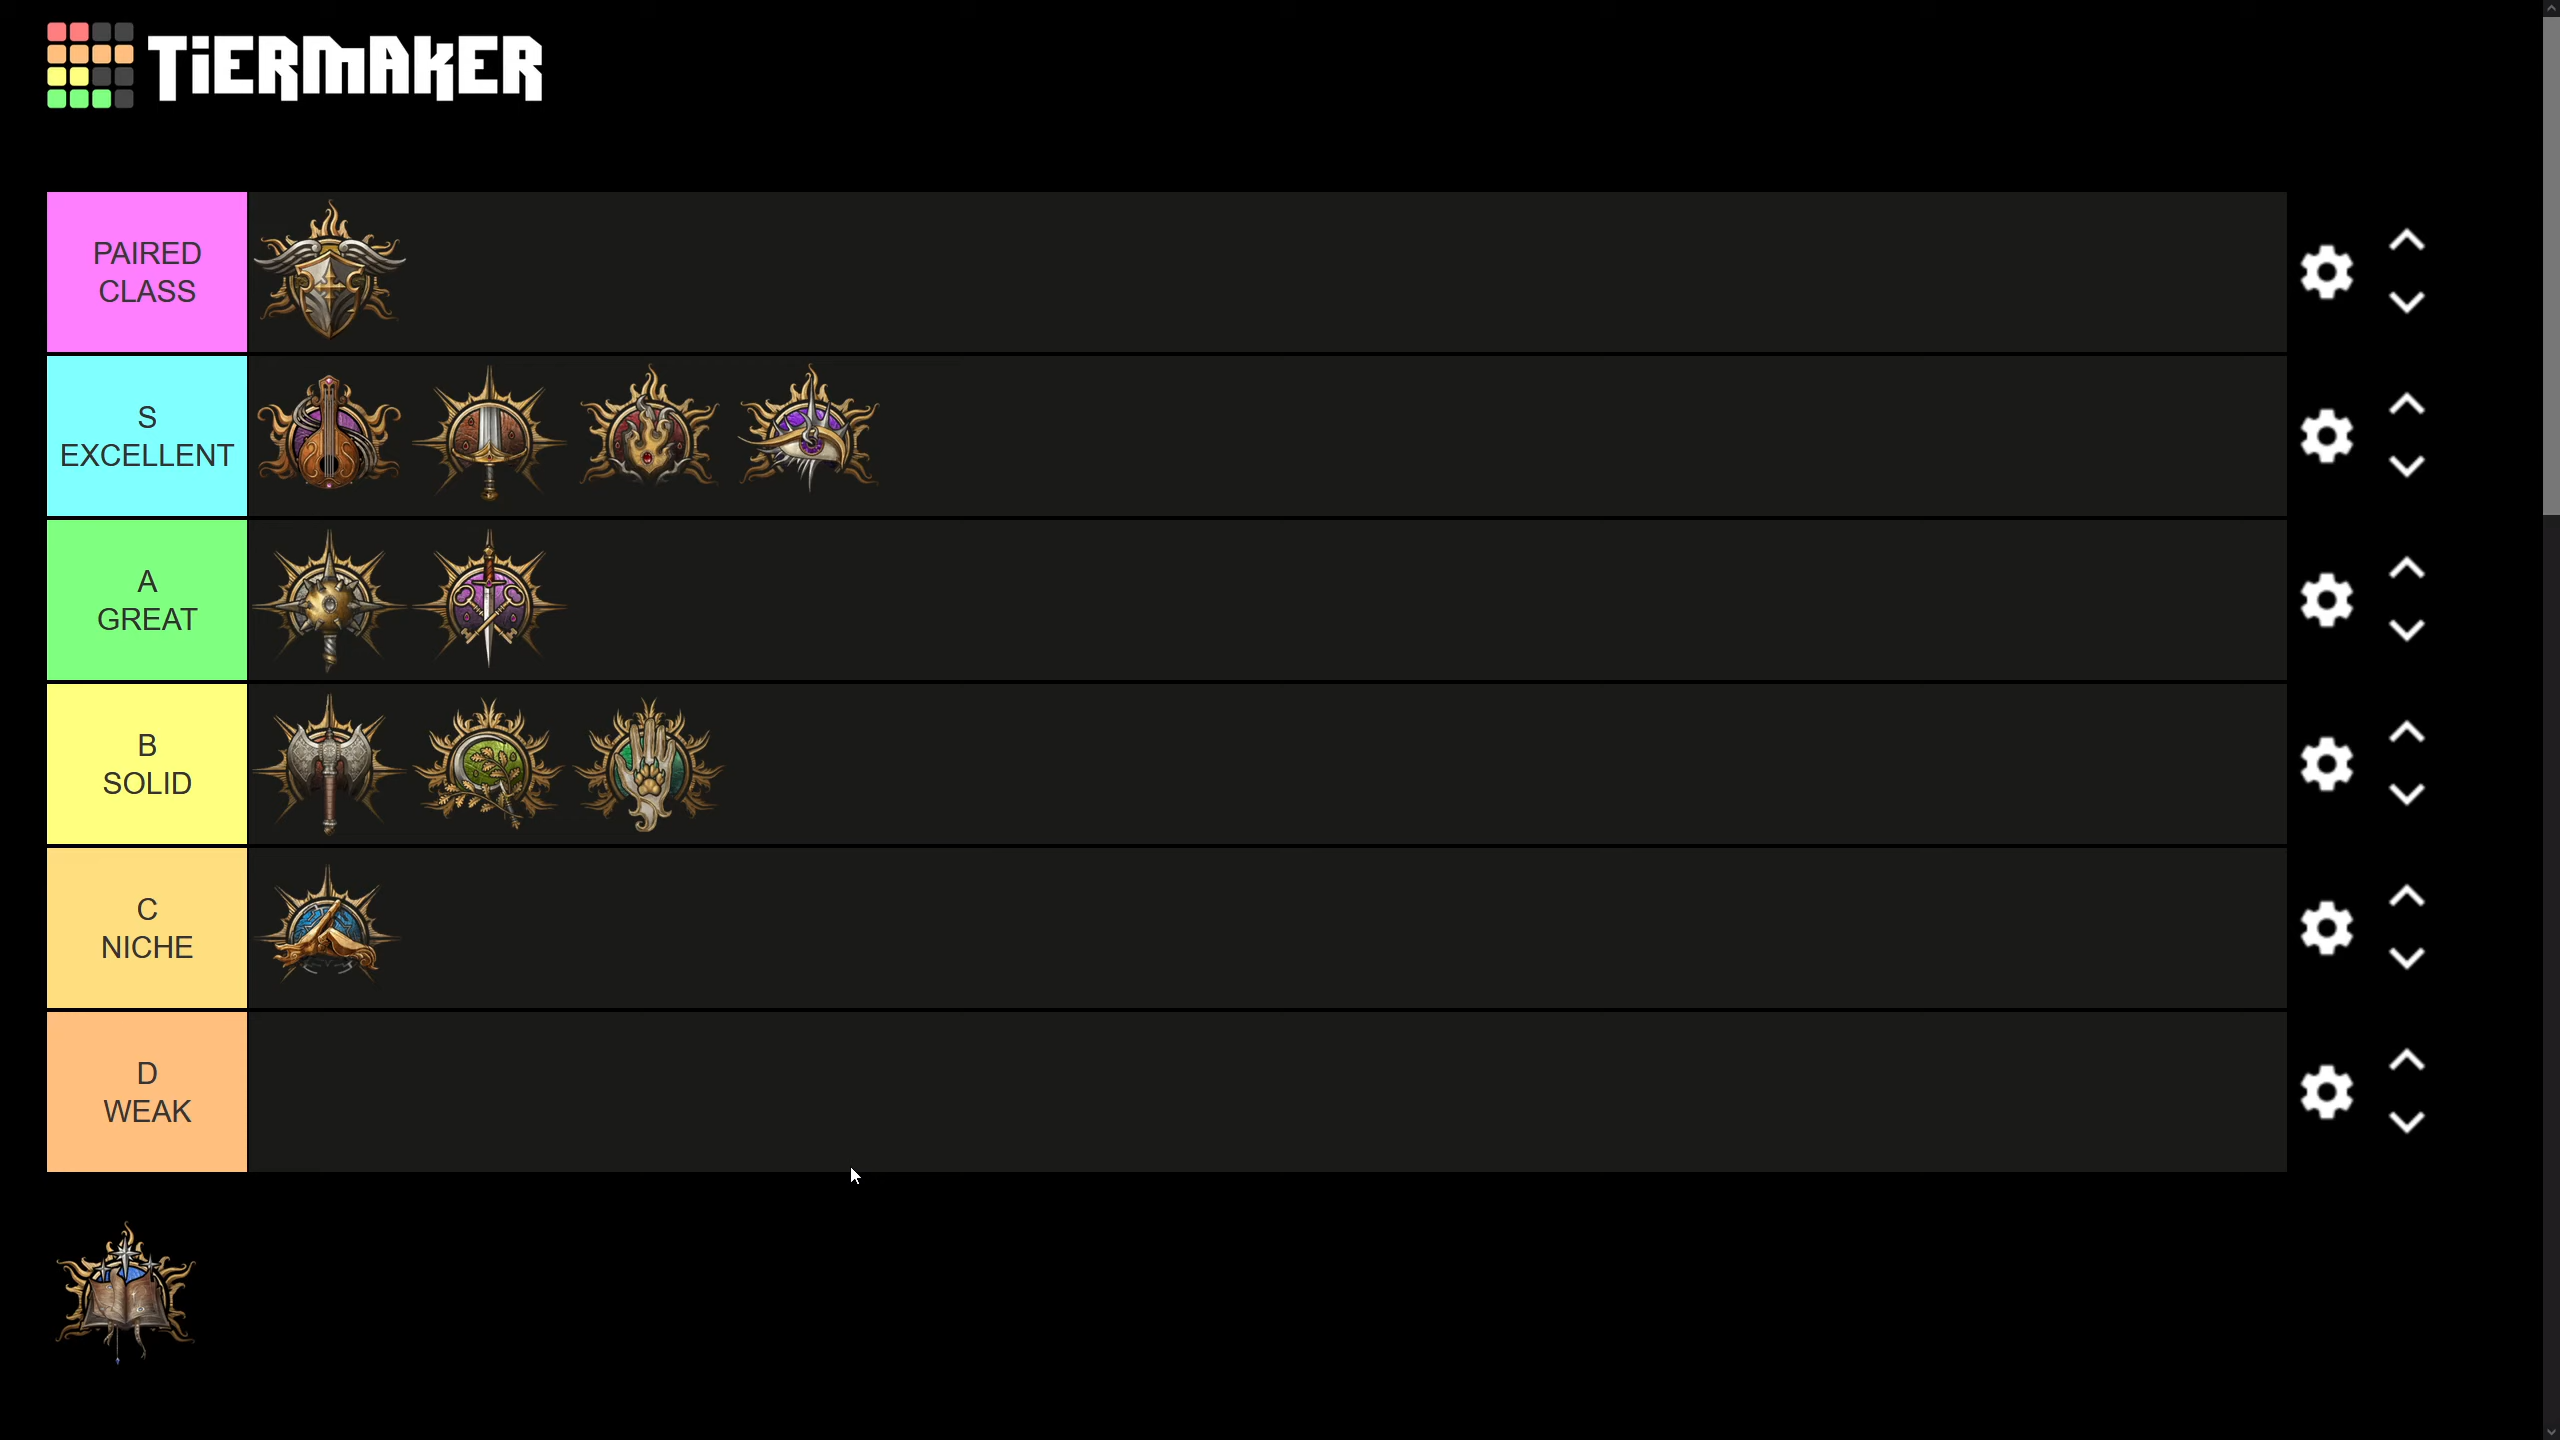 TiERMAKER
PAIRED
CLASS
S
EXCELLENT
A
GREAT
B
SOLID
C
NICHE
D
WEAK